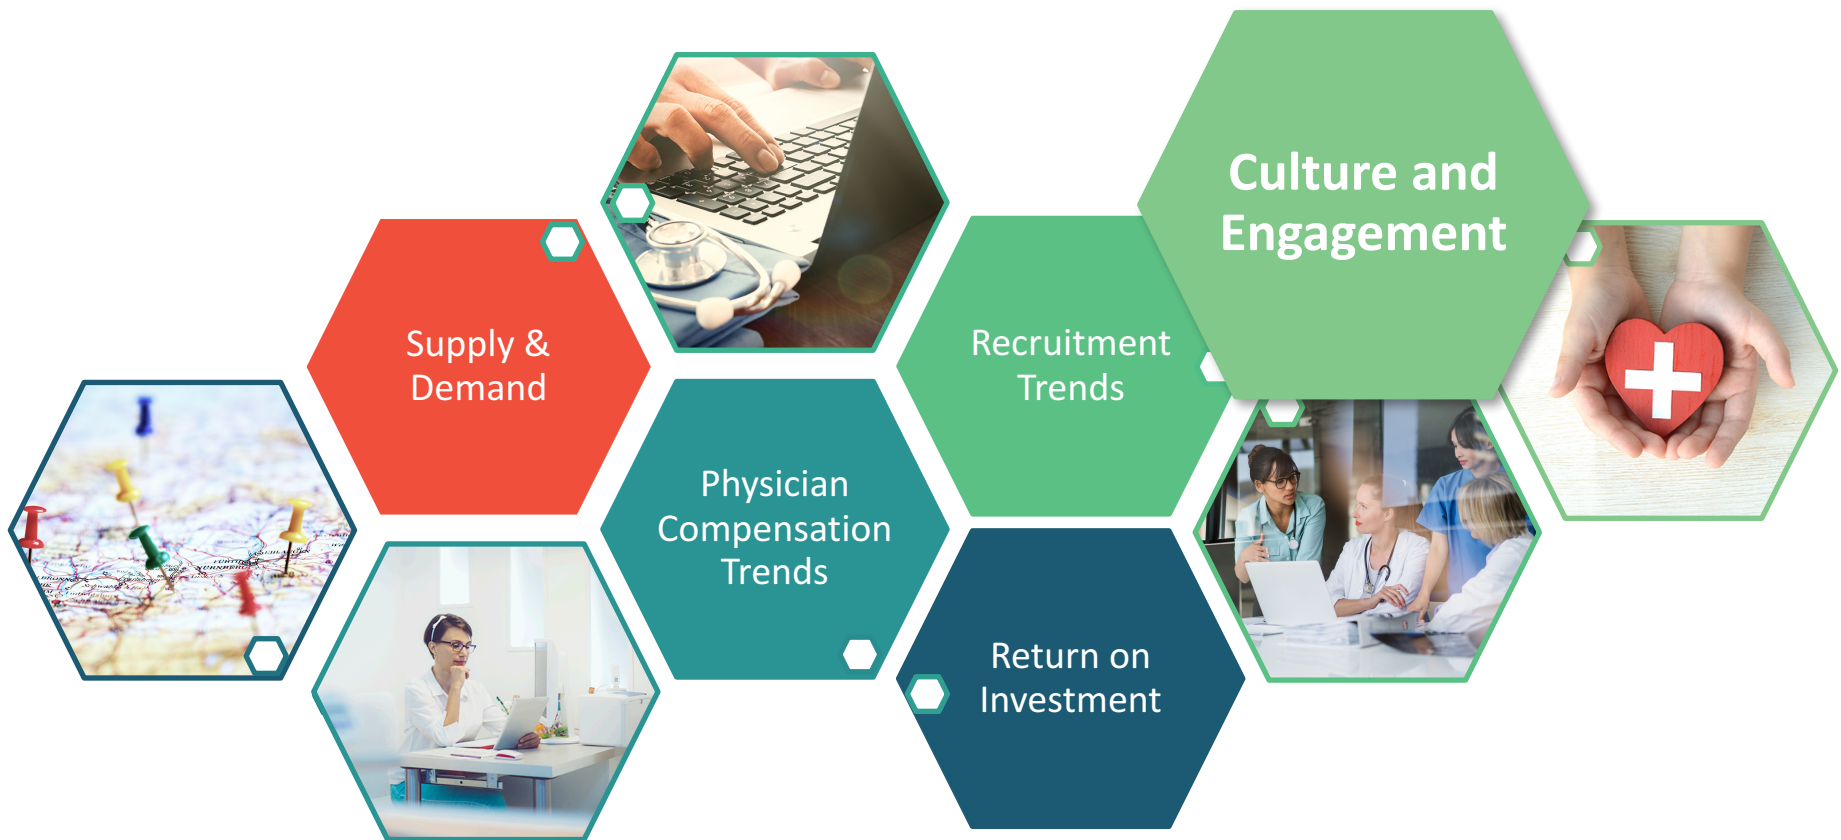 Supply &
Demand
Physician
Compensation
Trends
Recruitment
Trends
Return on
Investment
Culture and
Engagement